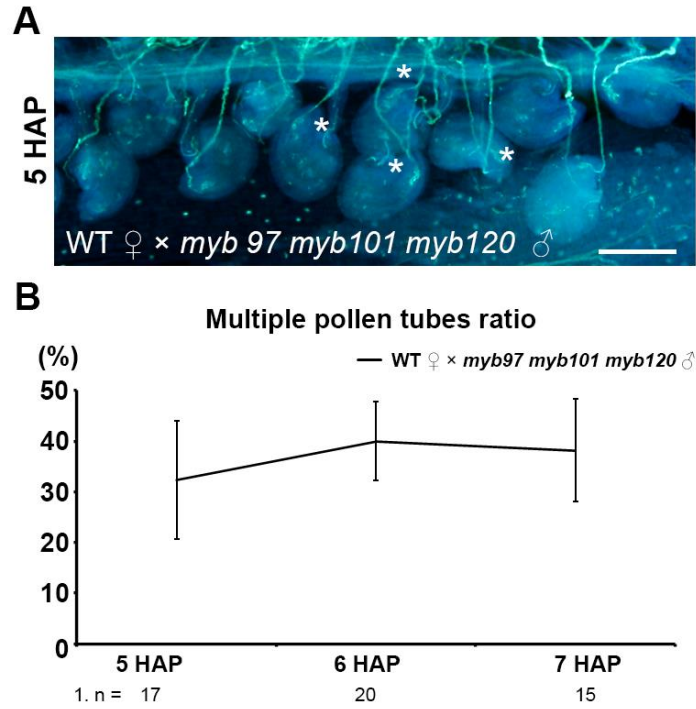 A
5 HAP
*
*
*
*
WT ♀ × myb 97 myb101 myb120 ♂
B
Multiple pollen tubes ratio
(%)
WT ♀ × myb97 myb101 myb120 ♂
50
40
30
20
10
0
5 HAP 6 HAP 7 HAP
1. n = 17 20 15